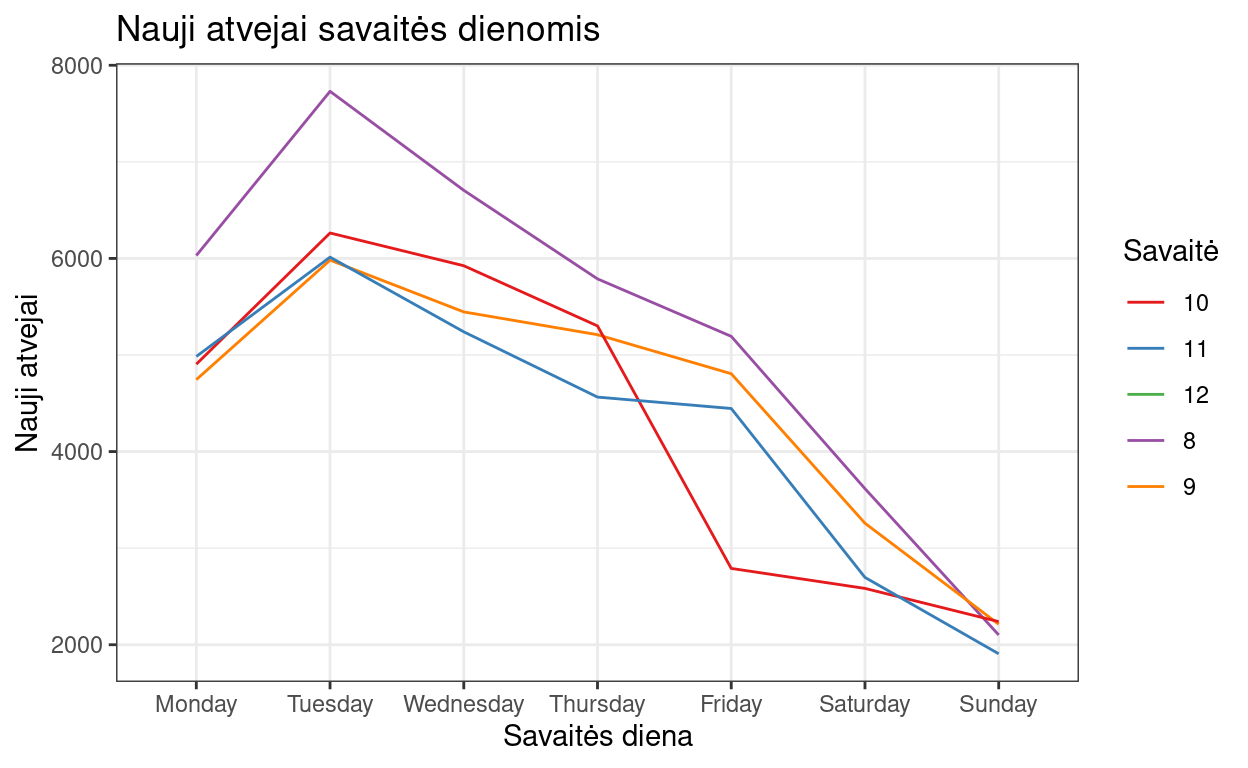 Nauji atvejai savaitės dienomis
Nauji atvejai
8000
6000
4000
2000
Monday Tuesday Wednesday Thursday Friday Saturday Sunday
Savaitės diena
Savaitė
10
11
12
8
9